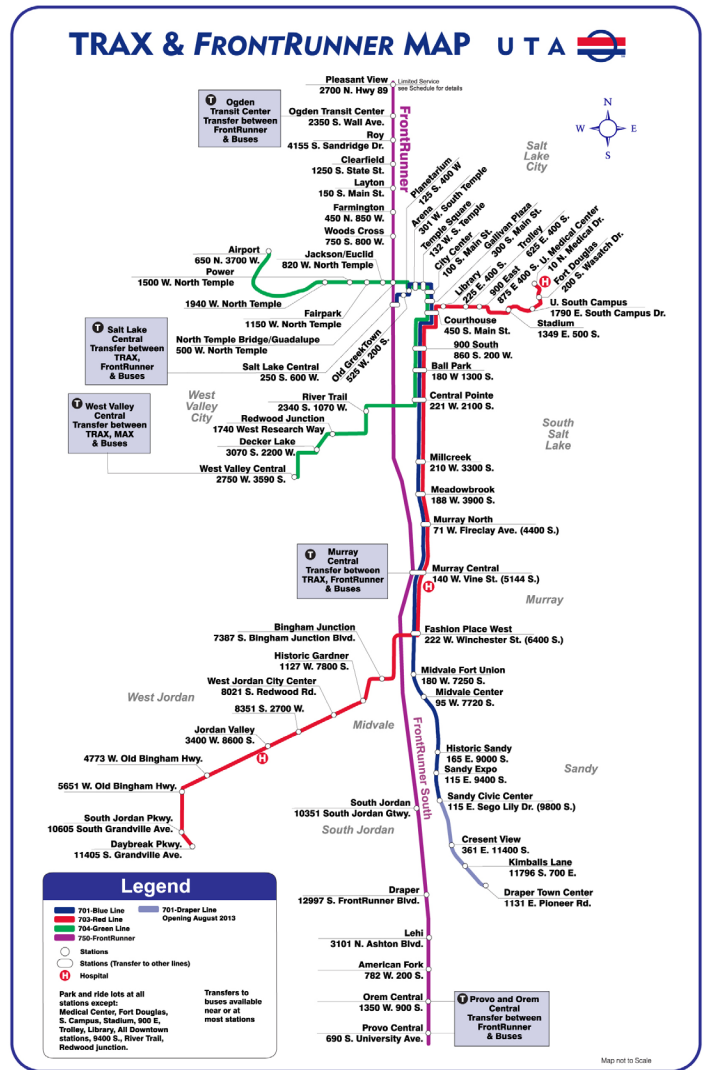 TRAX & FRONTRUNNER MAP
U T A
Pleasant View
2700 N. Hwy 89
Limited Service
see Schedule for details
T
Ogden
Transit Center
Transfer between
FrontRunner
& Buses
Ogden Transit Center
2350 S. Wall Ave.
Roy
4155 S. Sandridge Dr.
Clearfield
1250 S. State St.
Layton
150 S. Main St.
Farmington
450 N. 850 W.
Woods Cross
750 S. 800 W.
FrontRunner
N
W
E
S
Salt
Lake
City
Planetarium
125 S. 400 W
Arena
301 W. South Temple
Temple Square
132 W. S. Temple
City Center
100 S. Main St.
Gallivan Plaza
300 S. Main St.
Library
225 E. 400 S.
Trolley
625 E. 400 S.
900 East
875 E 400 S.
U. Medical Center
10 N. Medical Dr.
Fort Douglas
200 S. Wasatch Dr.
H
U. South Campus
1790 E. South Campus Dr.
Stadium
1349 E. 500 S.
Courthouse
450 S. Main St.
Airport
650 N. 3700 W.
Jackson/Euclid
820 W. North Temple
Power
1500 W. North Temple
1940 W. North Temple
Fairpark
1150 W. North Temple
North Temple Bridge/Guadalupe
500 W. North Temple
T
Salt Lake
Central
Transfer between
TRAX,
FrontRunner
& Buses
Salt Lake Central
250 S. 600 W.
Old GreekTown
525 W. 200 S.
900 South
860 S. 200 W.
Ball Park
180 W 1300 S.
Central Pointe
221 W. 2100 S.
West
Valley
City
T
West Valley
Central
Transfer between
TRAX, MAX
& Buses
River Trail
2340 S. 1070 W.
Redwood Junction
1740 West Research Way
Decker Lake
3070 S. 2200 W.
West Valley Central
2750 W. 3590 S.
South
Salt
Lake
Millcreek
210 W. 3300 S.
Meadowbrook
188 W. 3900 S.
Murray North
71 W. Fireclay Ave. (4400 S.)
T
Murray
Central
Transfer between
TRAX, FrontRunner
& Buses
Murray Central
140 W. Vine St. (5144 S.)
H
Murray
Bingham Junction
7387 S. Bingham Junction Blvd.
Fashion Place West
222 W. Winchester St. (6400 S.)
Historic Gardner
1127 W. 7800 S.
West Jordan City Center
8021 S. Redwood Rd.
8351 S. 2700 W.
Jordan Valley
3400 W. 8600 S.
H
West Jordan
Midvale
Midvale Fort Union
180 W. 7250 S.
Midvale Center
95 W. 7720 S.
4773 W. Old Bingham Hwy.
5651 W. Old Bingham Hwy.
FrontRunner South
Historic Sandy
165 E. 9000 S.
Sandy Expo
115 E. 9400 S.
Sandy
Sandy Civic Center
115 E. Sego Lily Dr. (9800 S.)
South Jordan
10351 South Jordan Gtwy.
South Jordan
South Jordan Pkwy.
10605 South Grandville Ave.
Daybreak Pkwy.
11405 S. Grandville Ave.
Cresent View
361 E. 11400 S.
Kimballs Lane
11796 S. 700 E.
Draper Town Center
1131 E. Pioneer Rd.
Draper
12997 S. FrontRunner Blvd.
Lehi
3101 N. Ashton Blvd.
American Fork
782 W. 200 S.
Orem Central
1350 W. 900 S.
Provo Central
690 S. University Ave.
T
Provo and Orem
Central
Transfer between
FrontRunner
& Buses
Legend
701-Blue Line
703-Red Line
704-Green Line
750-FrontRunner
701-Draper Line
Opening August 2013
Stations
Stations (Transfer to other lines)
H
Hospital
Park and ride lots at all
stations except:
Medical Center, Fort Douglas,
S. Campus, Stadium, 900 E,
Trolley, Library, All Downtown
stations, 9400 S., River Trail,
Redwood junction.
Transfers to
buses available
near or at
most stations
Map not to Scale